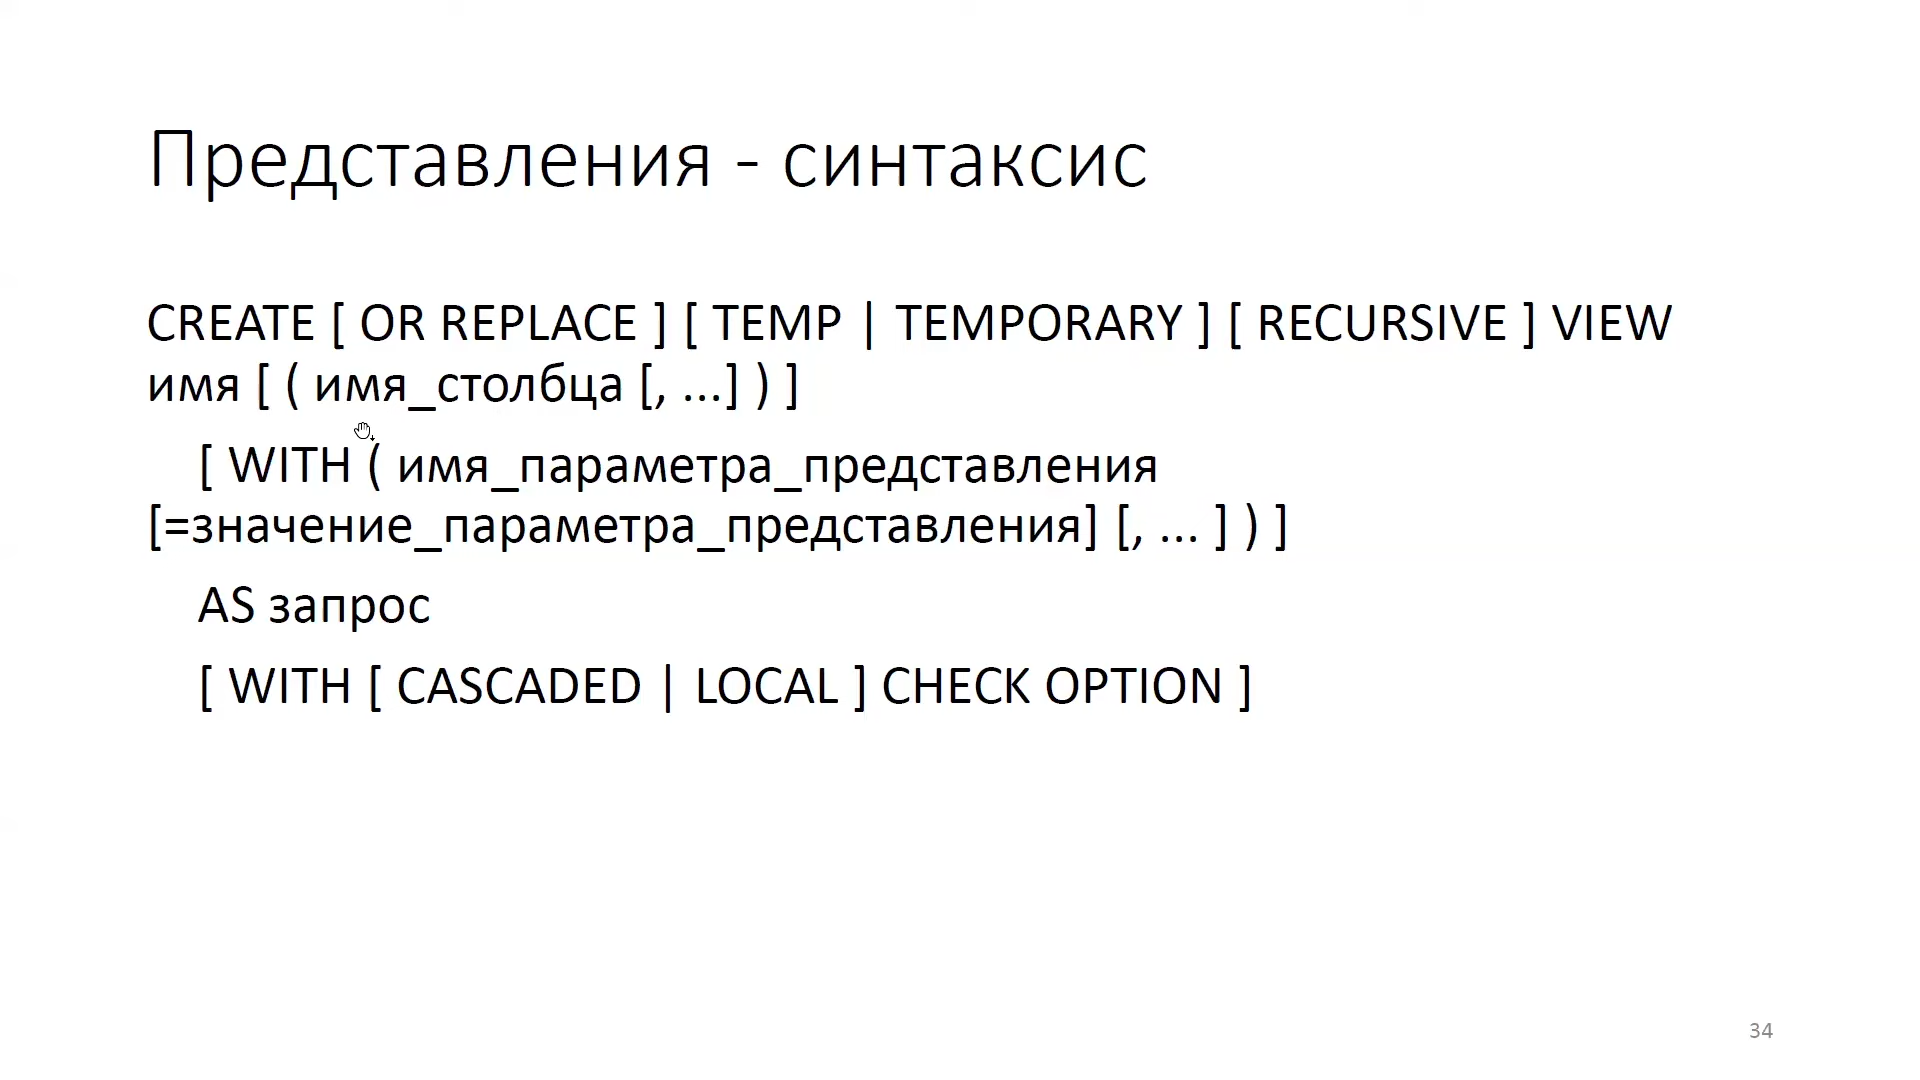 Представления - синтаксис
CREATE [ OR REPLACE ] [ TEMP | TEMPORARY ] [ RECURSIVE ] VIEW
имя [ ( имя_столбца [, ...] ) ]
[ WITH ( имя_параметра_представления
[=значение_параметра_представления] [, ... ] ) ]
AS запрос
[ WITH [ CASCADED | LOCAL ] CHECK OPTION ]
34